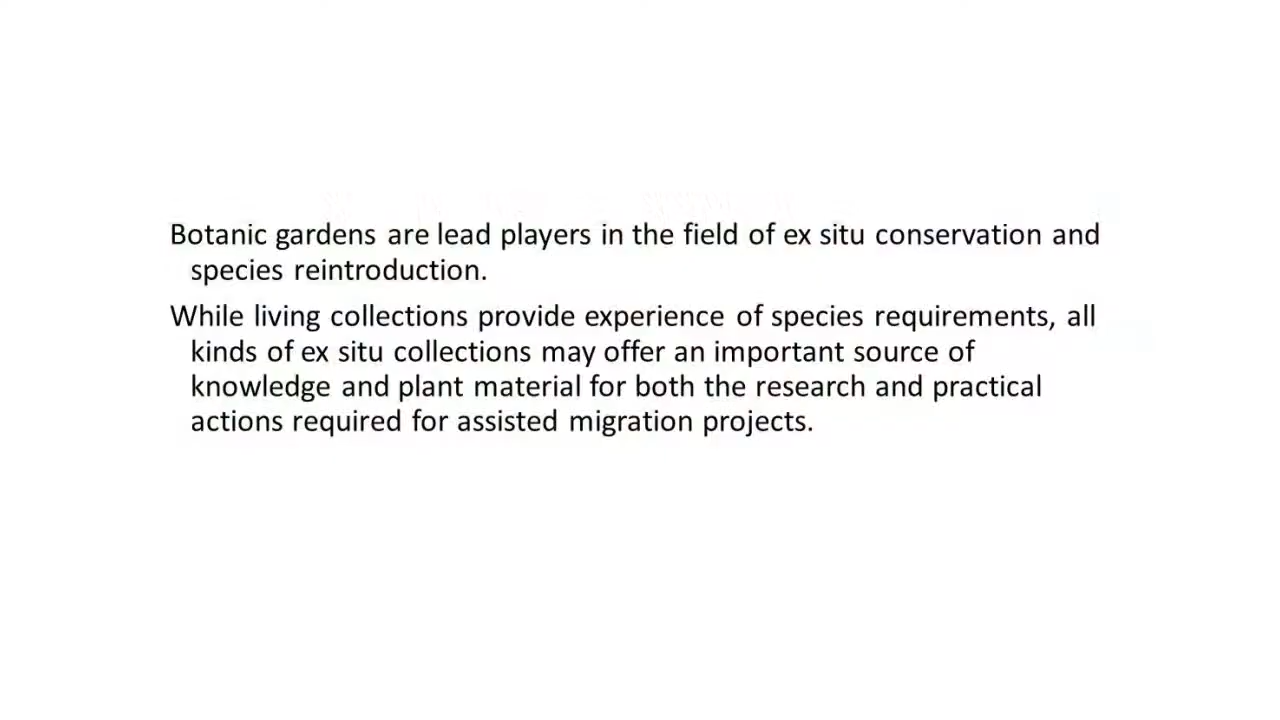 Botanic gardens are lead players in the field of ex situ conservation and
species reintroduction.
While living collections provide experience of species requirements, all
kinds of ex situ collections may offer an important source of
knowledge and plant material for both the research and practical
actions required for assisted migration projects.